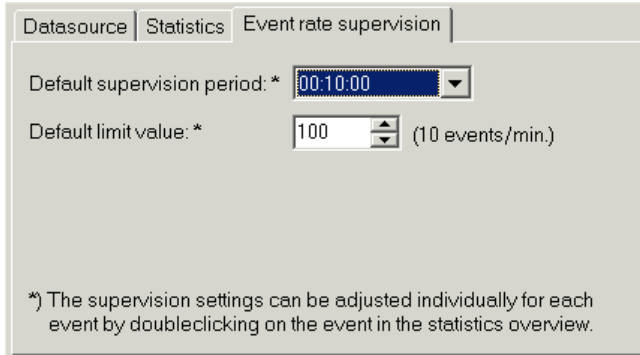 Datasource Statistics Event rate supervision
Default supervision period: * 00:10:00
Default limit value: * 100 (10 events/min.)
*) The supervision settings can be adjusted individually for each
event by doubleclicking on the event in the statistics overview.